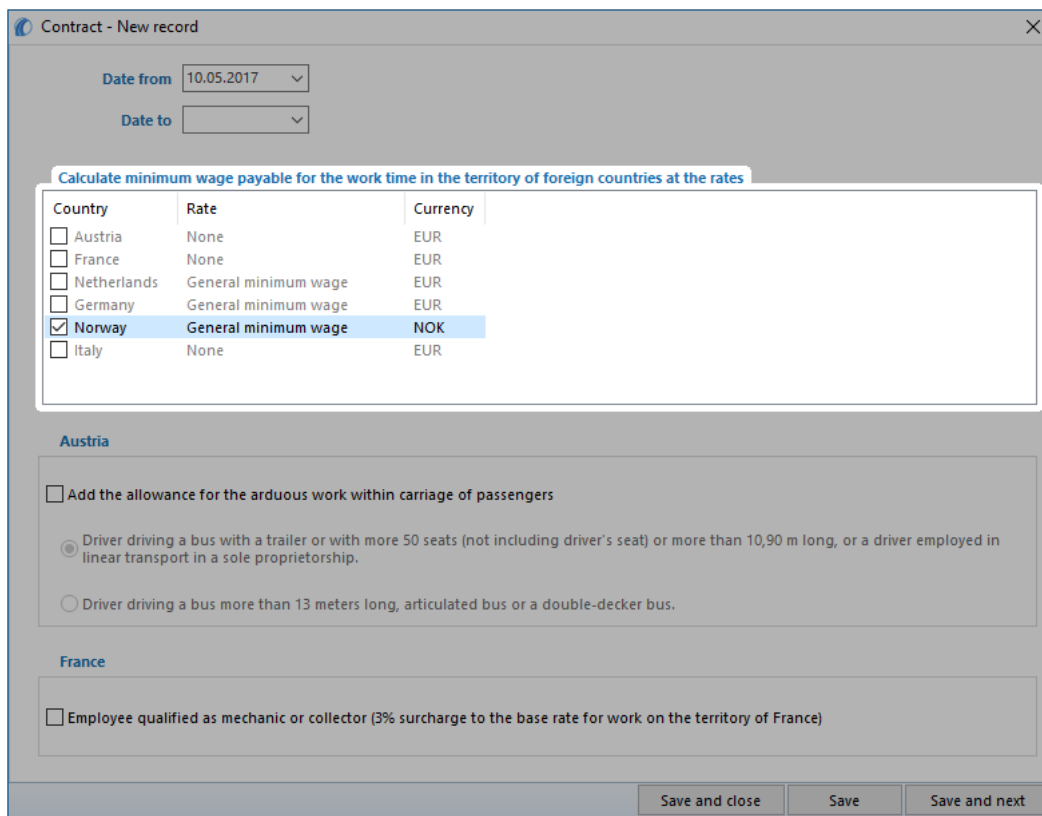 Contract - New record
Date from 10.05.2017
Date to
Calculate minimum wage payable for the work time in the territory of foreign countries at the rates
Country Rate Currency
Austria None EUR
France None EUR
Netherlands General minimum wage EUR
Germany General minimum wage EUR
Norway General minimum wage NOK
Italy None EUR
Austria
Add the allowance for the arduous work within carriage of passengers
Driver driving a bus with a trailer or with more 50 seats (not including driver's seat) or more than 10,90 m long, or a driver employed in
linear transport in a sole proprietorship.
Driver driving a bus more than 13 meters long, articulated bus or a double-decker bus.
France
Employee qualified as mechanic or collector (3% surcharge to the base rate for work on the territory of France)
Save and close Save Save and next